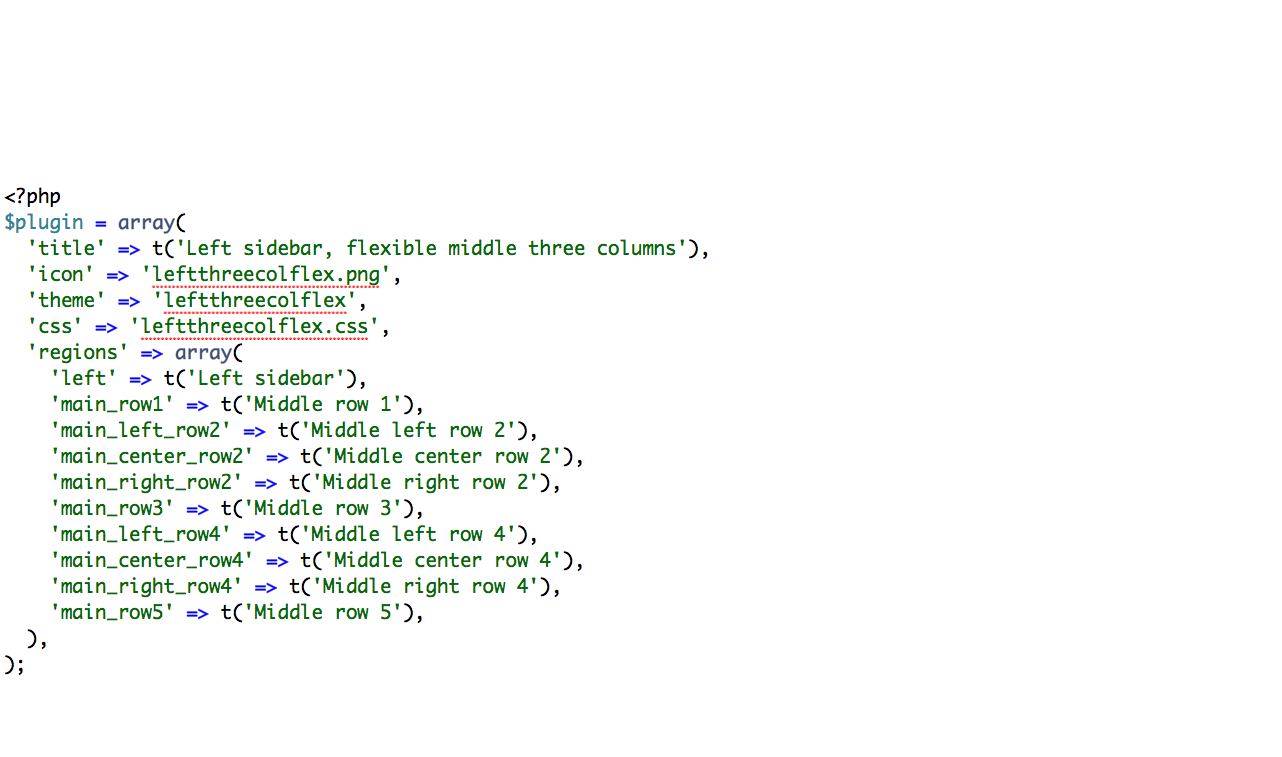 <?php
$plugin = array(
  'title' => t('Left sidebar, flexible middle three columns'),
  'icon' => 'leftthreecolflex.png',
  'theme' => 'leftthreecolflex',
  'css' => 'leftthreecolflex.css',
  'regions' => array(
    'left' => t('Left sidebar'),
    'main_row1' => t('Middle row 1'),
    'main_left_row2' => t('Middle left row 2'),
    'main_center_row2' => t('Middle center row 2'),
    'main_right_row2' => t('Middle right row 2'),
    'main_row3' => t('Middle row 3'),
    'main_left_row4' => t('Middle left row 4'),
    'main_center_row4' => t('Middle center row 4'),
    'main_right_row4' => t('Middle right row 4'),
    'main_row5' => t('Middle row 5'),
  ),
);